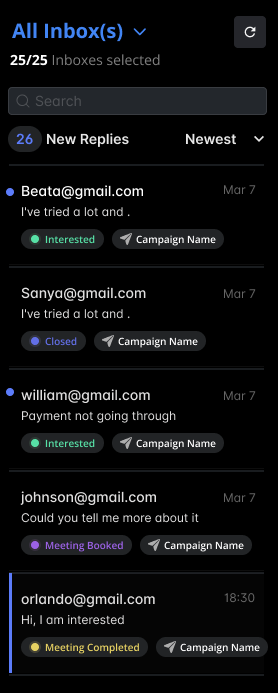 All Inbox(s)
25/25 Inboxes selected
Search
26 New Replies Newest
Beata@gmail.com Mar 7
I've tried a lot and .
Interested Campaign Name
Sanya@gmail.com Mar 7
I've tried a lot and .
Closed Campaign Name
william@gmail.com Mar 7
Payment not going through
Interested Campaign Name
johnson@gmail.com Mar 7
Could you tell me more about it
Meeting Booked Campaign Name
orlando@gmail.com 18:30
Hi, I am interested
Meeting Completed Campaign Name